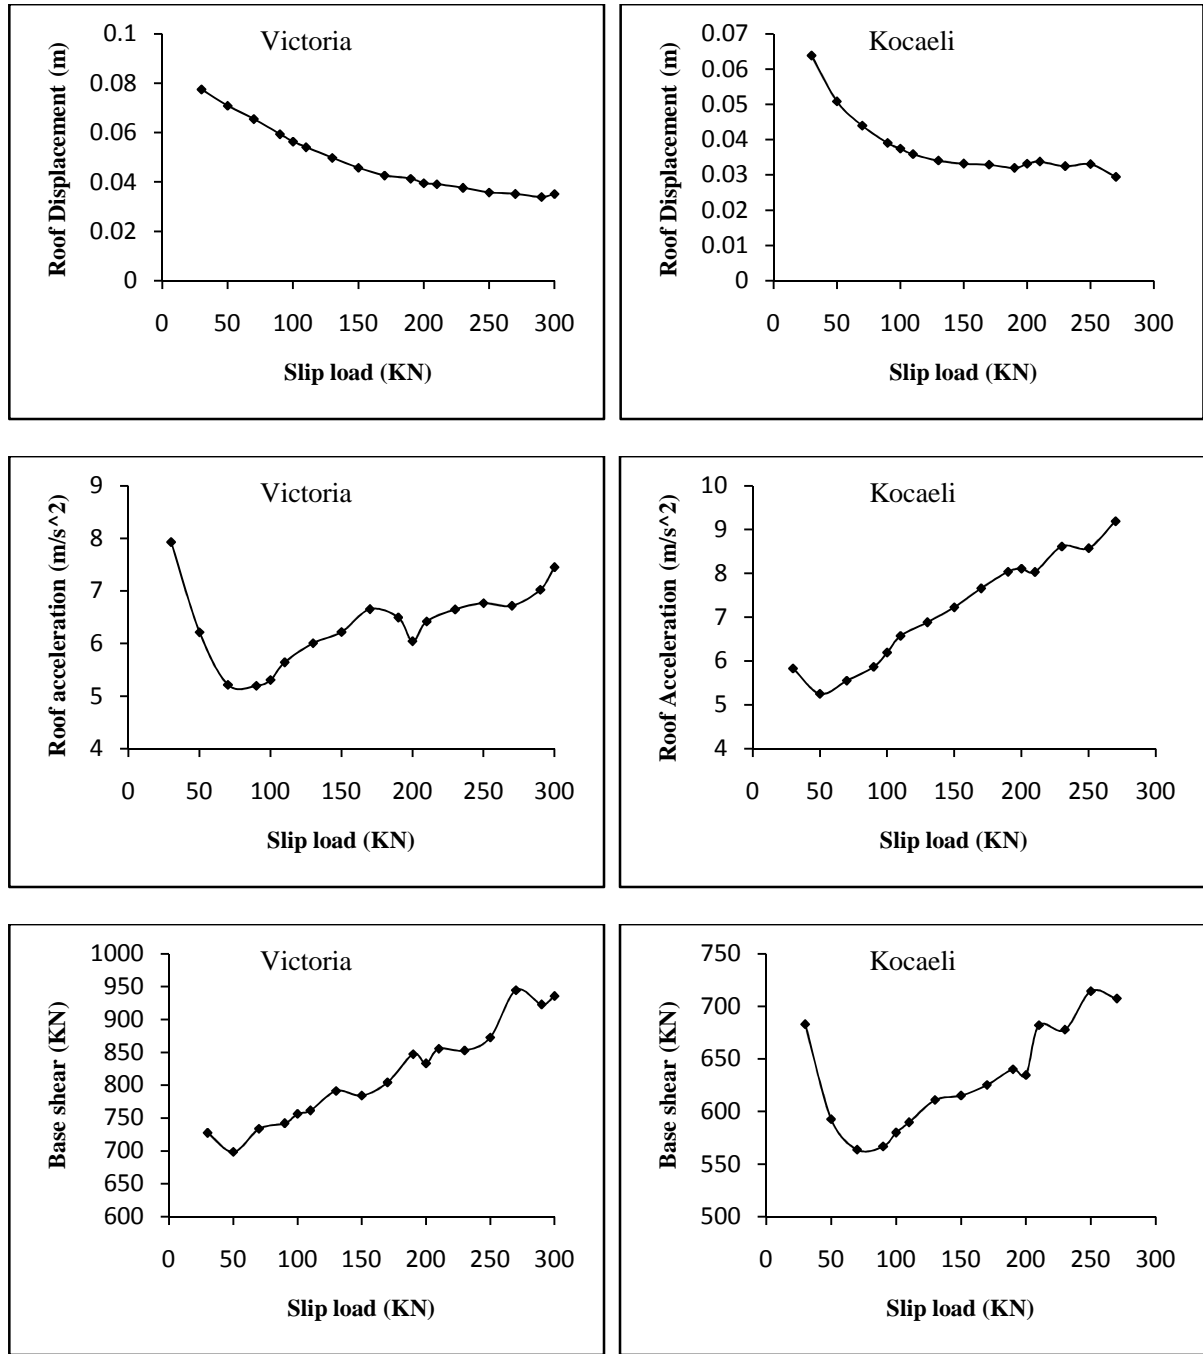 Victoria
Roof Displacement (m)
0.1
0.08
0.06
0.04
0.02
0
0 50 100 150 200 250 300
Slip load (KN)
Kocaeli
Roof Displacement (m)
0.07
0.06
0.05
0.04
0.03
0.02
0.01
0
0 50 100 150 200 250 300
Slip load (KN)
Victoria
Roof acceleration (m/s^2)
9
8
7
6
5
4
0 50 100 150 200 250 300
Slip load (KN)
Kocaeli
Roof Acceleration (m/s^2)
10
9
8
7
6
5
4
0 50 100 150 200 250 300
Slip load (KN)
Victoria
Base shear (KN)
1000
950
900
850
800
750
700
650
600
0 50 100 150 200 250 300
Slip load (KN)
Kocaeli
Base shear (KN)
750
700
650
600
550
500
0 50 100 150 200 250 300
Slip load (KN)